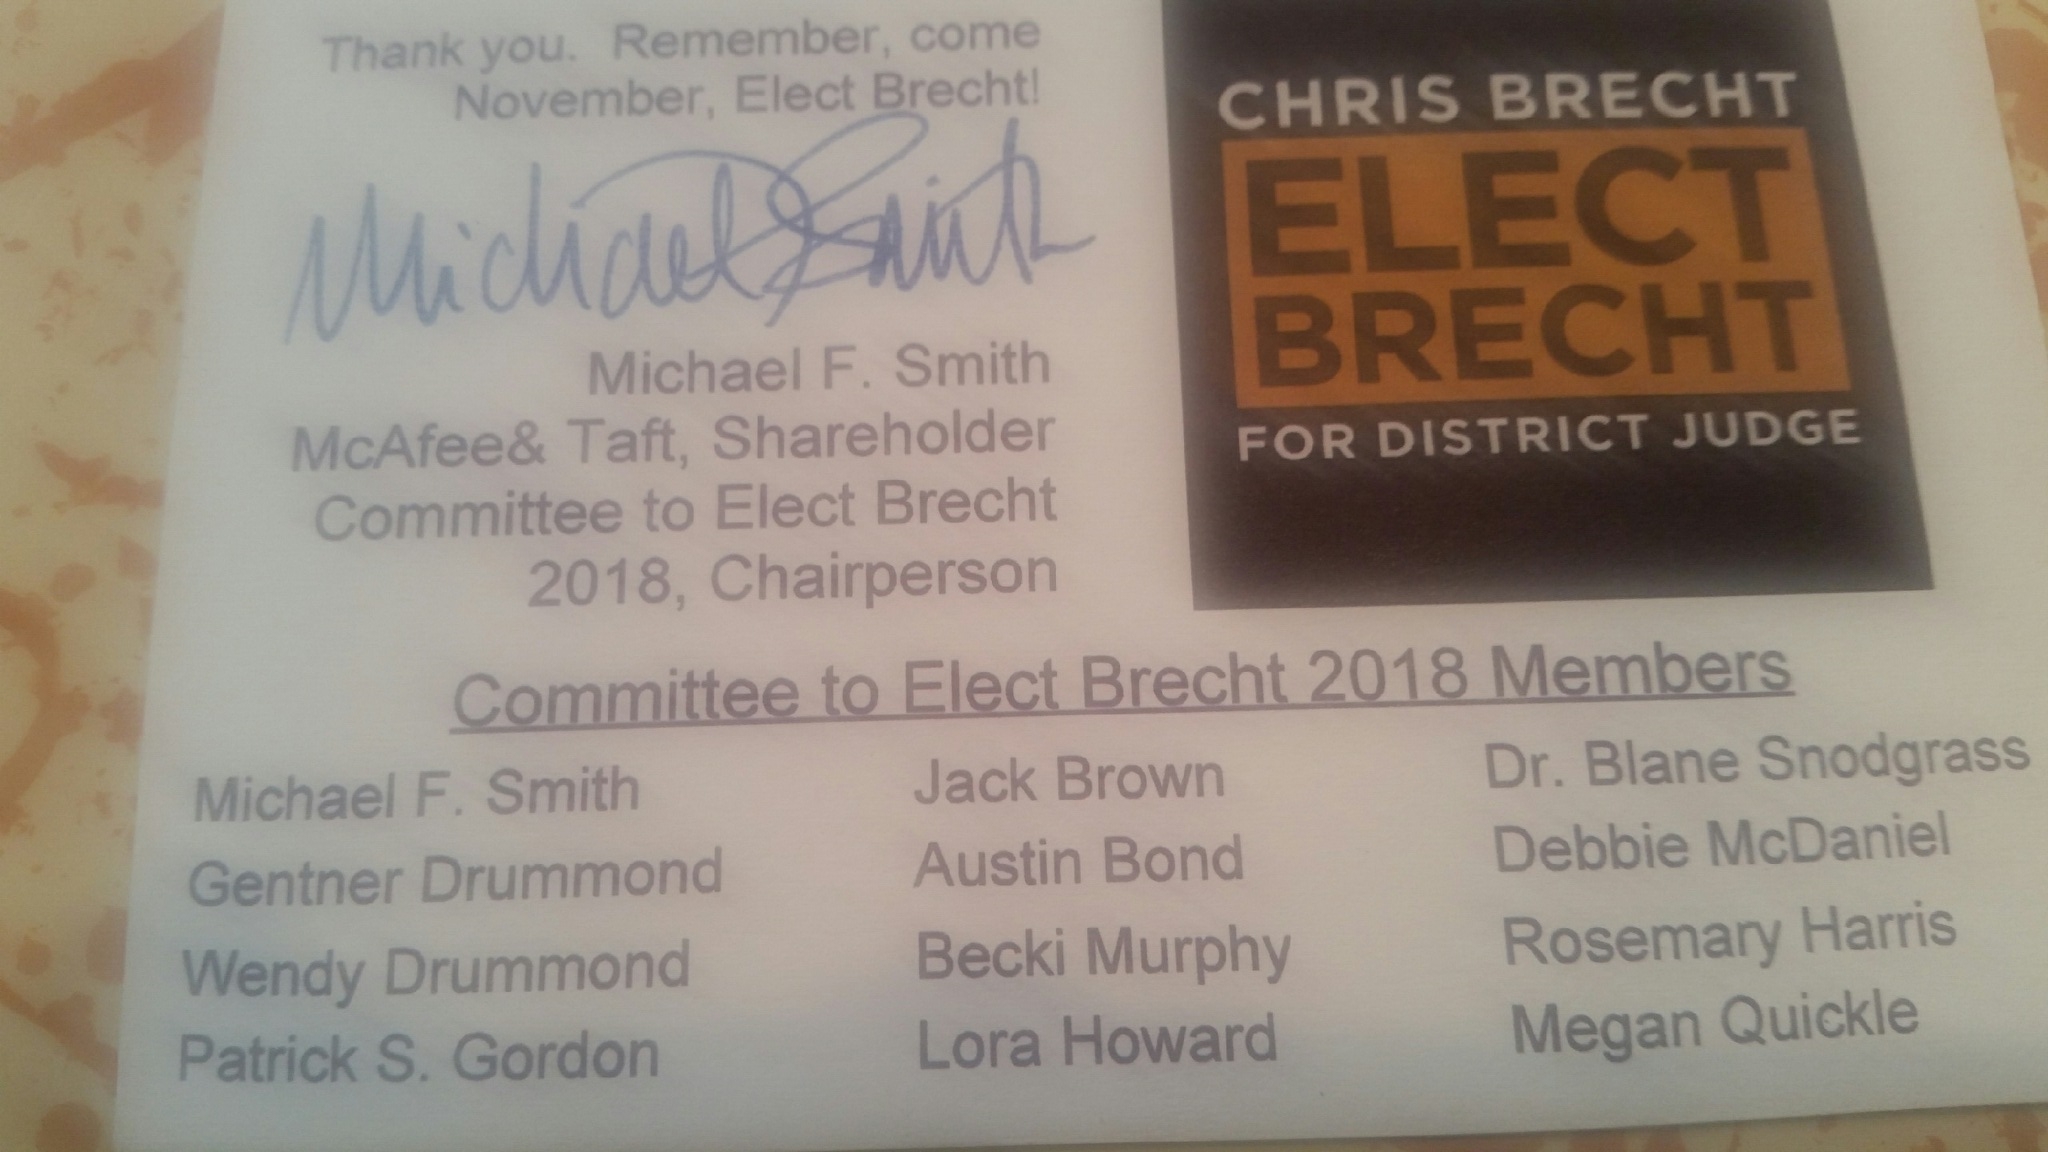 Thank you.  Remember, come
November, Elect Brecht!
Michael Smith
Michael F. Smith
McAfee& Taft, Shareholder
Committee to Elect Brecht
2018, Chairperson
CHRIS BRECHT
ELECT
BRECHT
FOR DISTRICT JUDGE
Committee to Elect Brecht 2018 Members
Michael F. Smith
Gentner Drummond
Wendy Drummond
Patrick S. Gordon
Jack Brown
Austin Bond
Becki Murphy
Lora Howard
Dr. Blane Snodgrass
Debbie McDaniel
Rosemary Harris
Megan Quickle